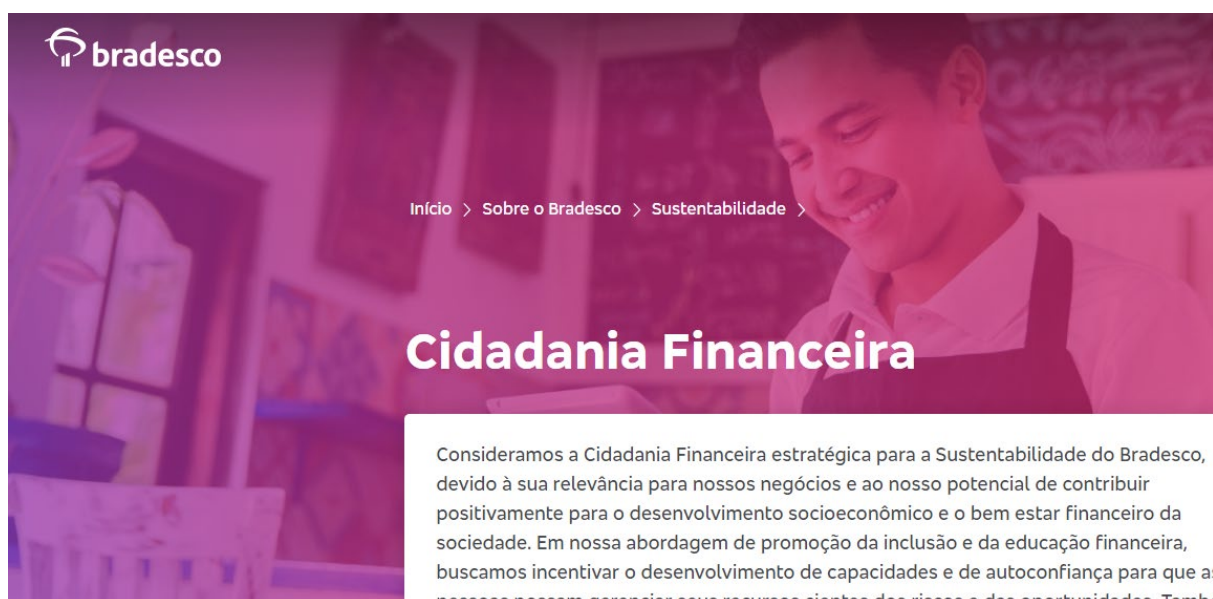 bradesco
Início > Sobre o Bradesco > Sustentabilidade >
Cidadania Financeira
Consideramos a Cidadania Financeira estratégica para a Sustentabilidade do Bradesco,
devido à sua relevância para nossos negócios e ao nosso potencial de contribuir
positivamente para o desenvolvimento socioeconômico e o bem estar financeiro da
sociedade. Em nossa abordagem de promoção da inclusão e da educação financeira,
buscamos incentivar o desenvolvimento de capacidades e de autoconfiança para que